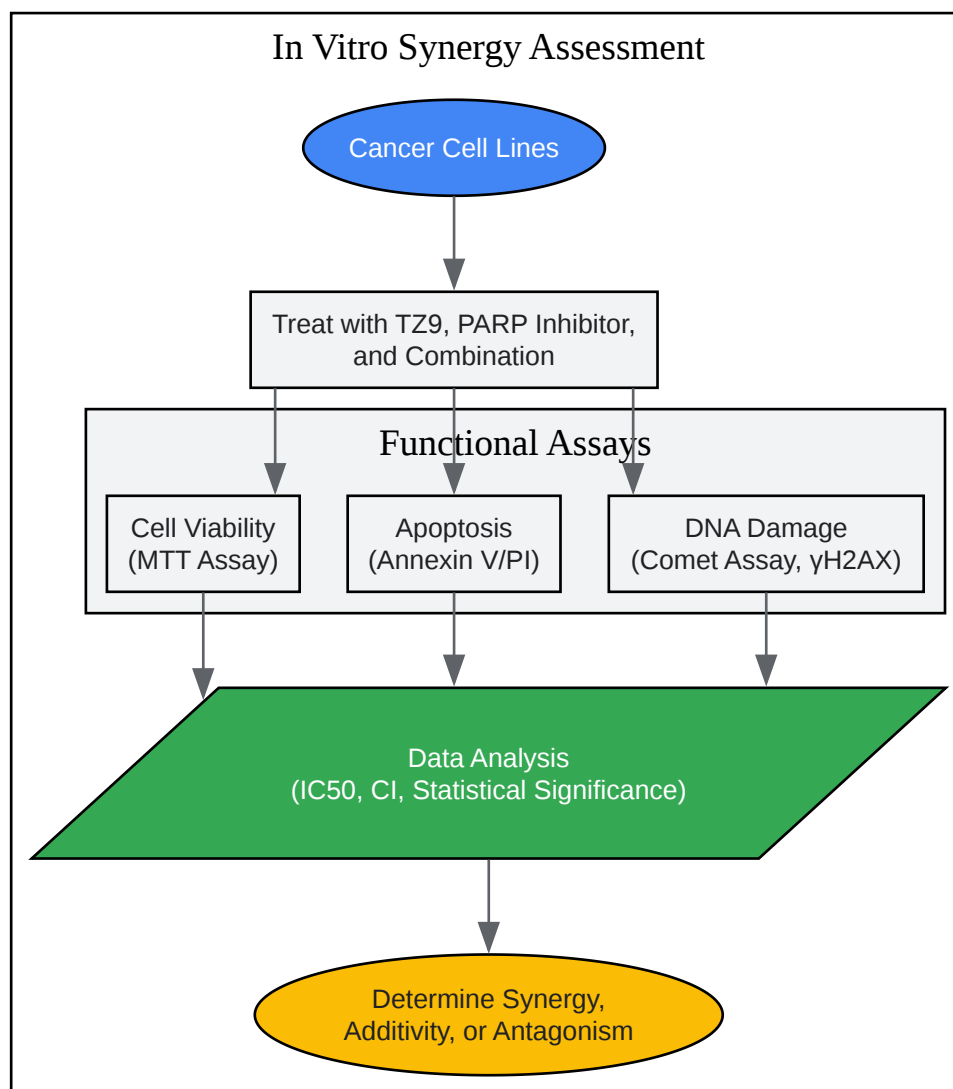 In Vitro Synergy Assessment
Cancer Cell Lines
Treat with TZ9, PARP Inhibitor,
and Combination
Functional Assays
Cell Viability
(MTT Assay)
Apoptosis
(Annexin V/PI)
DNA Damage
(Comet Assay, γH2AX)
Data Analysis
(IC50, CI, Statistical Significance)
Determine Synergy,
Additivity, or Antagonism